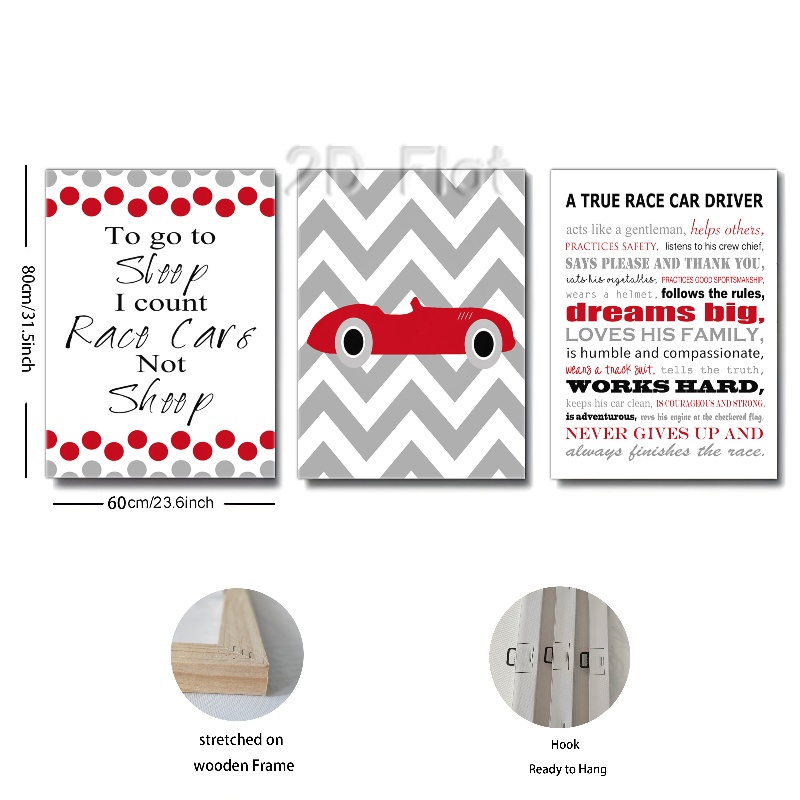 2D Flat
To go to
Sleep
I count
Race Cars
Not
Sheep
A TRUE RACE CAR DRIVER
acts like a gentleman, helps others,
PRACTICES SAFETY, listens to his crew chief,
SAYS PLEASE AND THANK YOU,
eats his vegetables, PRACTICES GOOD SPORTSMANSHIP,
wears a helmet, follows the rules,
dreams big,
LOVES HIS FAMILY,
is humble and compassionate,
wears a track suit, tells the truth,
WORKS HARD,
keeps his car clean, IS COURAGEOUS AND STRONG,
is adventurous, revs his engine at the checkered flag,
NEVER GIVES UP AND
always finishes the race.
80cm/31.5inch
60cm/23.6inch
stretched on
wooden Frame
Hook
Ready to Hang